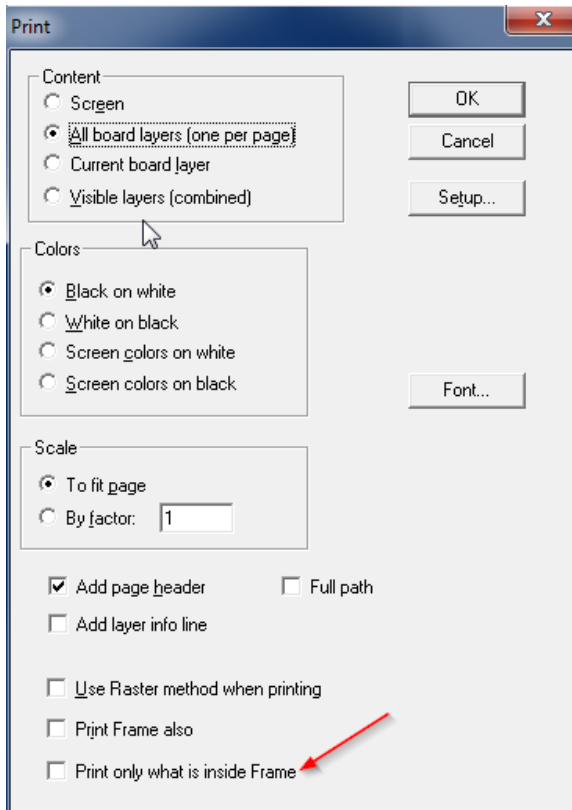 Print
Content
Screen
All board layers (one per page)
Current board layer
Visible layers (combined)
OK
Cancel
Setup...
Colors
Black on white
White on black
Screen colors on white
Screen colors on black
Font...
Scale
To fit page
By factor: 1
Add page header Full path
Add layer info line
Use Raster method when printing
Print Frame also
Print only what is inside Frame